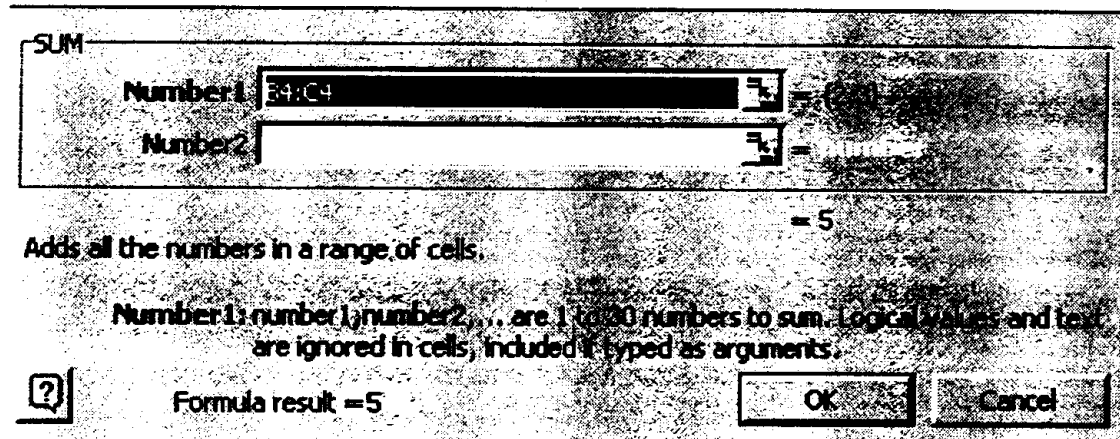 SUM
Number1 B4:C4 =
Number2 =
= 5
Adds all the numbers in a range of cells.
Number1: number1,number2,... are 1 to 30 numbers to sum. Logical values and text
are ignored in cells, included if typed as arguments.
Formula result =5
OK Cancel